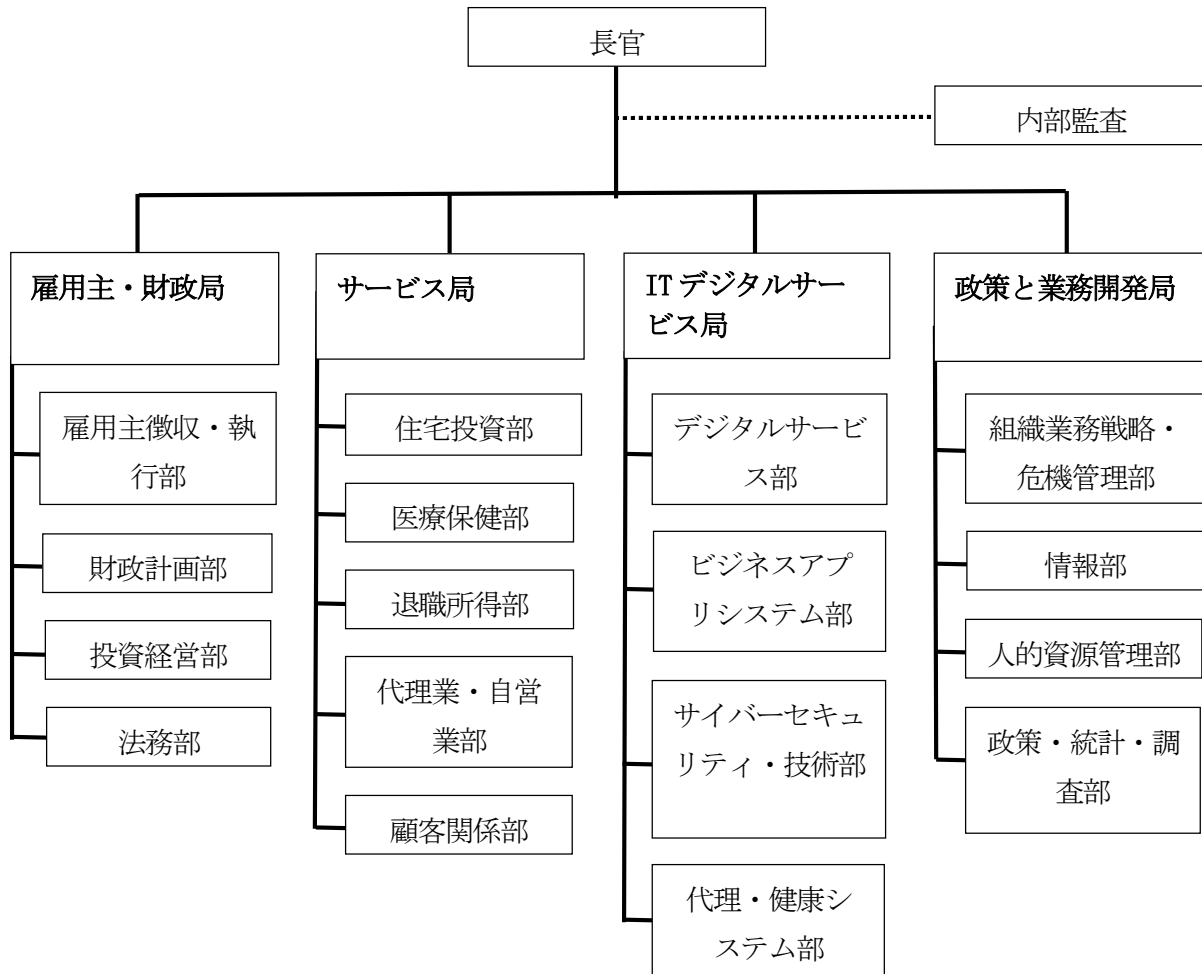 長官
内部監査
雇用主・財政局
雇用主徴収・執
行部
財政計画部
投資経営部
法務部
サービス局
住宅投資部
医療保健部
退職所得部
代理業・自営
業部
顧客関係部
IT デジタルサー
ビス局
デジタルサービ
ス部
ビジネスアプ
リシステム部
サイバーセキュ
リティ・技術部
代理・健康シ
ステム部
政策と業務開発局
組織業務戦略・
危機管理部
情報部
人的資源管理部
政策・統計・調
査部